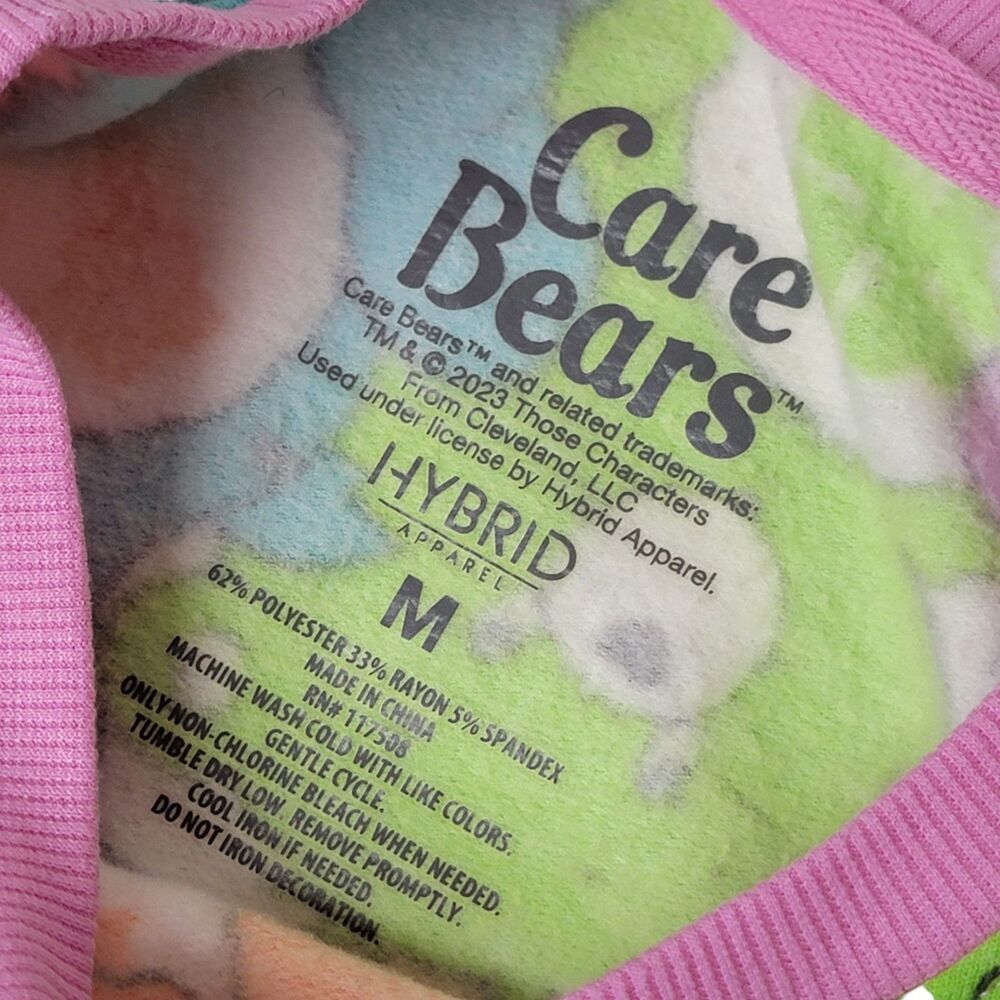 Care
Bears™
Care Bears™ and related trademarks:
TM & © 2023 Those Characters
From Cleveland, LLC
Used under license by Hybrid Apparel.
HYBRID
APPAREL
M
62% POLYESTER 33% RAYON 5% SPANDEX
MADE IN CHINA
RN# 117508
MACHINE WASH COLD WITH LIKE COLORS.
GENTLE CYCLE.
ONLY NON-CHLORINE BLEACH WHEN NEEDED.
TUMBLE DRY LOW. REMOVE PROMPTLY.
COOL IRON IF NEEDED.
DO NOT IRON DECORATION.